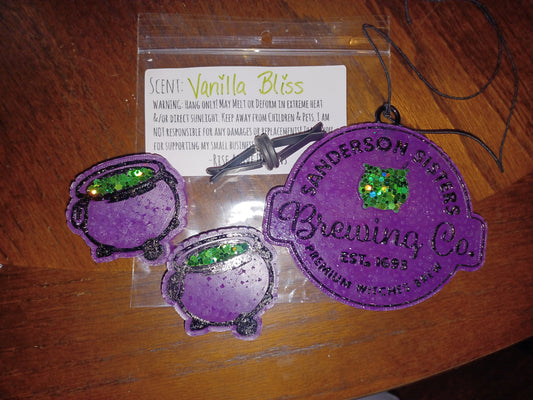 SCENT: Vanilla Bliss
WARNING: HANG ONLY! MAY MELT OR DEFORM IN EXTREME HEAT
&/OR DIRECT SUNLIGHT. KEEP AWAY FROM CHILDREN & PETS. I AM
NOT RESPONSIBLE FOR ANY DAMAGES OR REPLACEMENTS!
FOR SUPPORTING MY SMALL BUSINESS
SANDERSON SISTERS
Brewing Co.
EST. 1693
PREMIUM WITCHES BREW